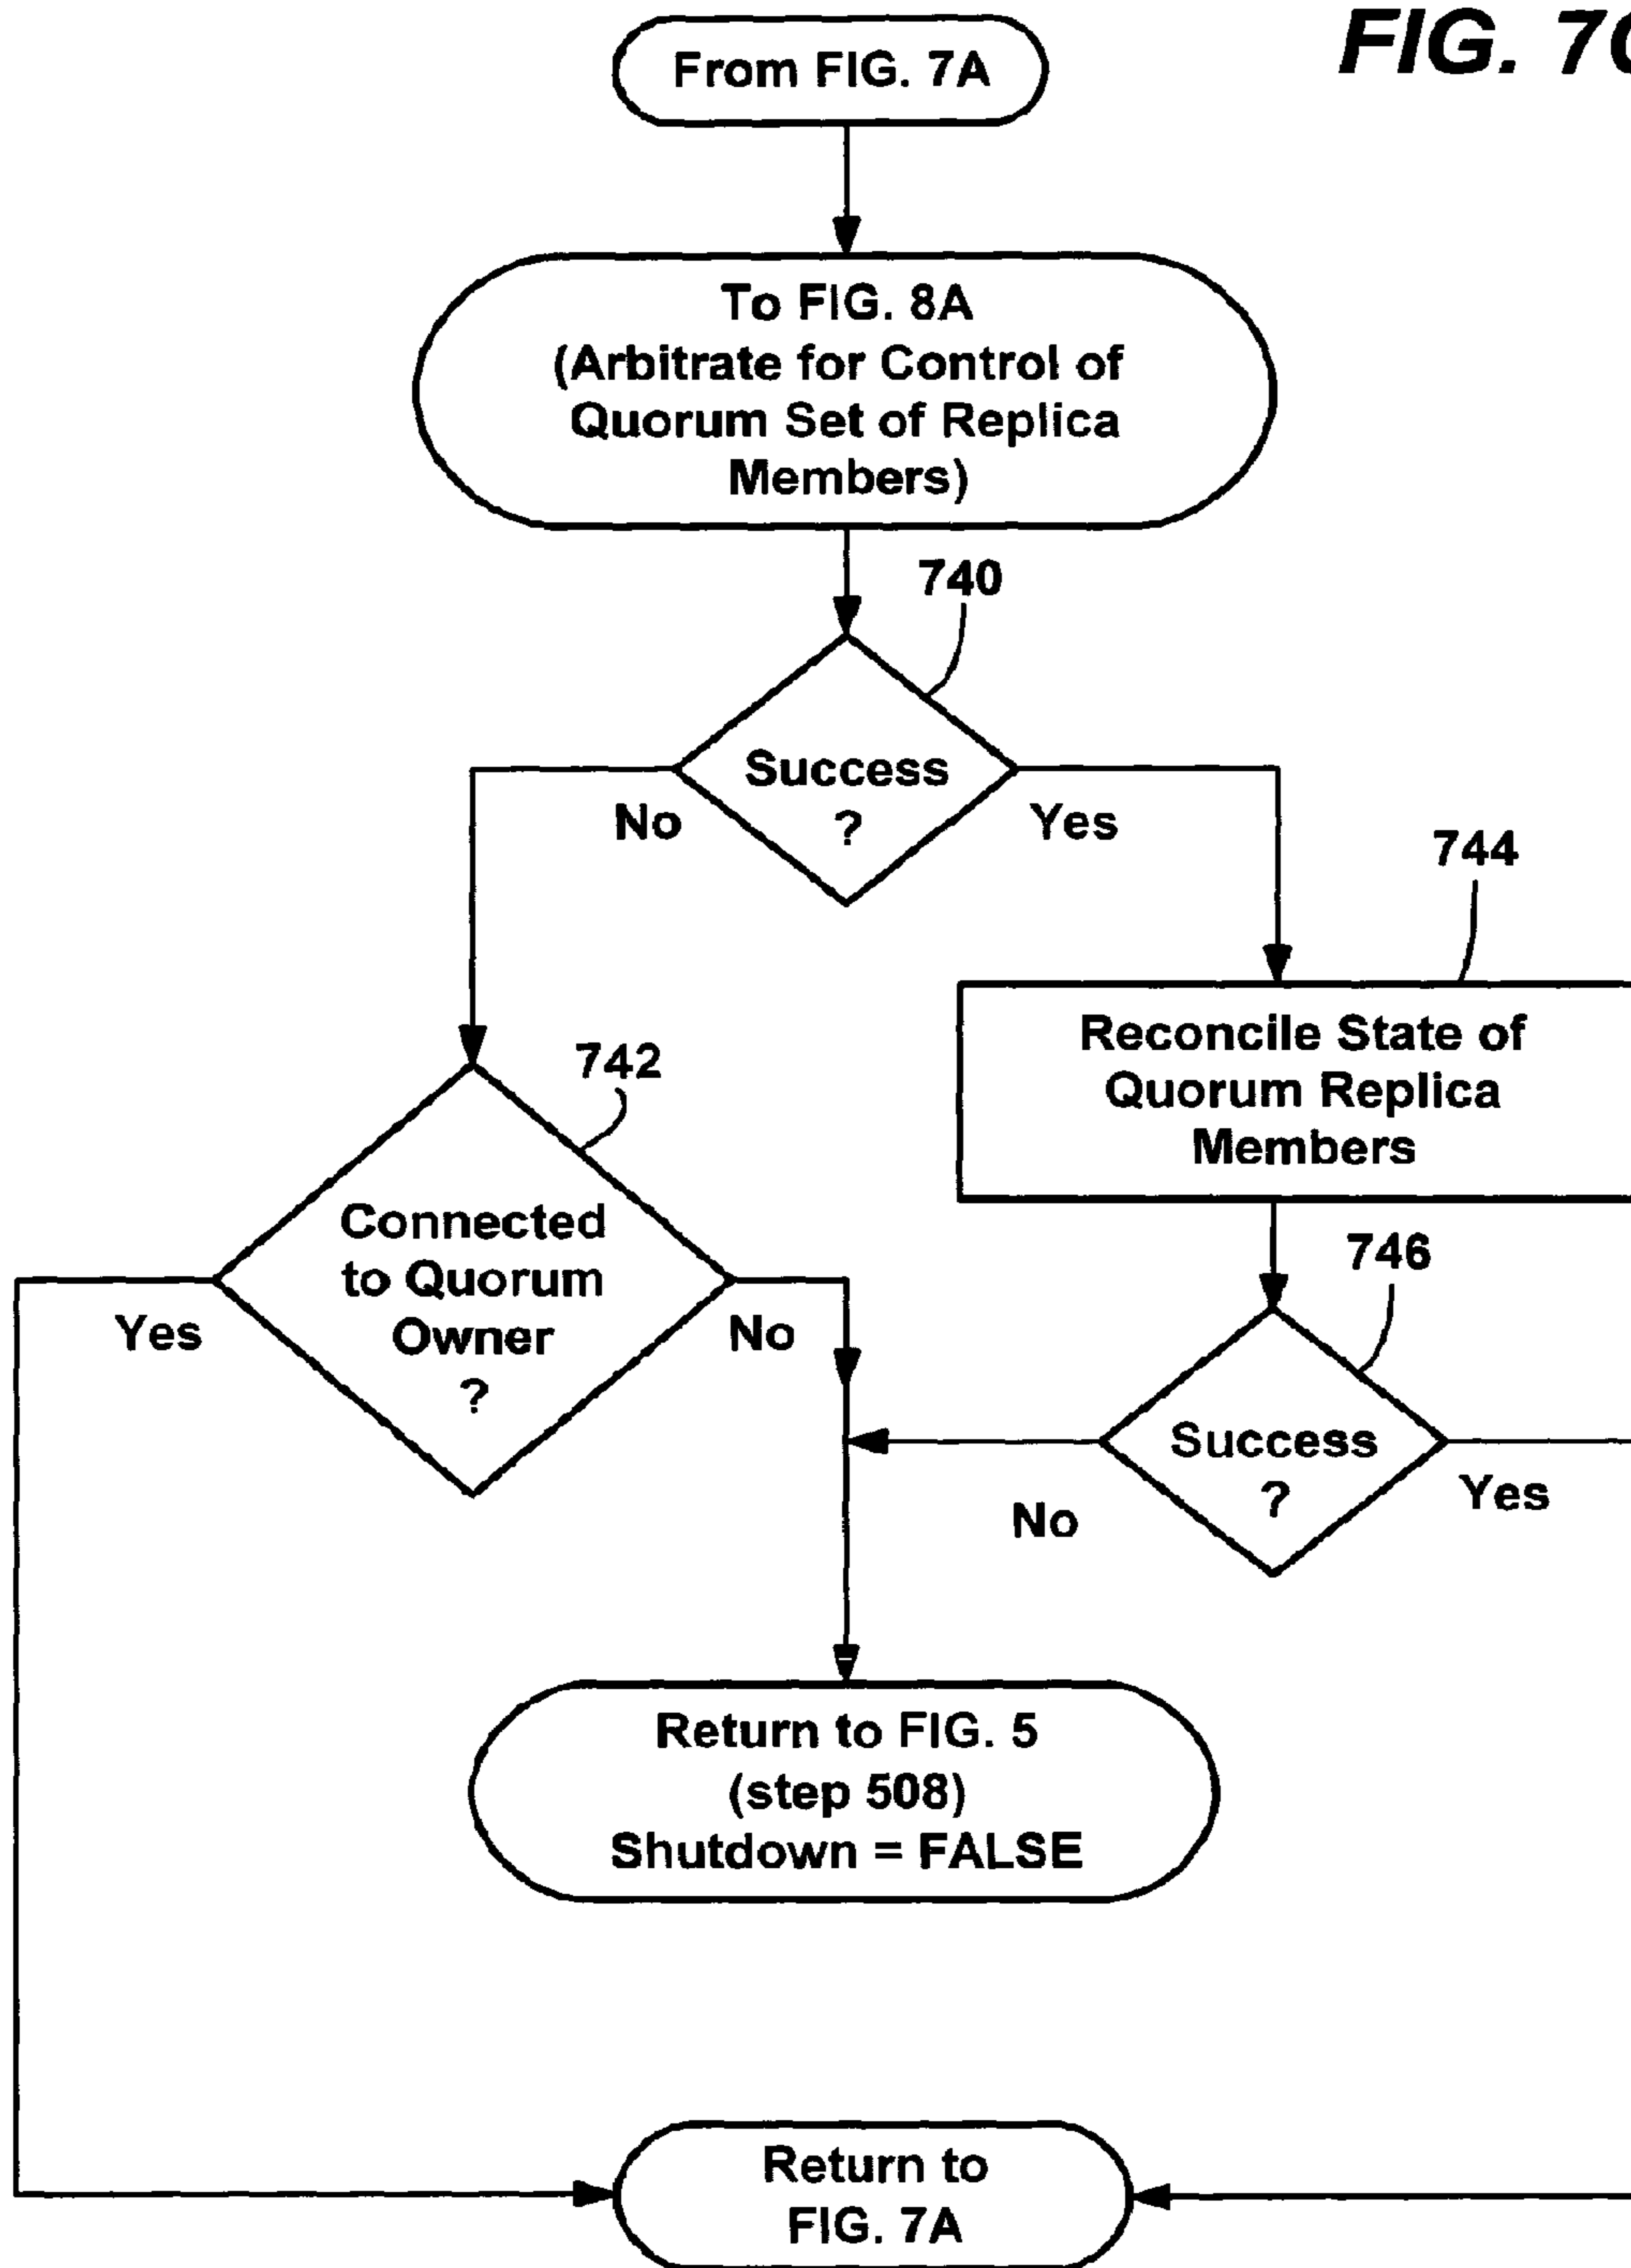 FIG. 7C
From FIG. 7A
To FIG. 8A
(Arbitrate for Control of
Quorum Set of Replica
Members)
740
Success
?
No
Yes
744
Reconcile State of
Quorum Replica
Members
742
Connected
to Quorum
Owner
?
Yes
No
746
Success
?
No
Yes
Return to FIG. 5
(step 508)
Shutdown = FALSE
Return to
FIG. 7A